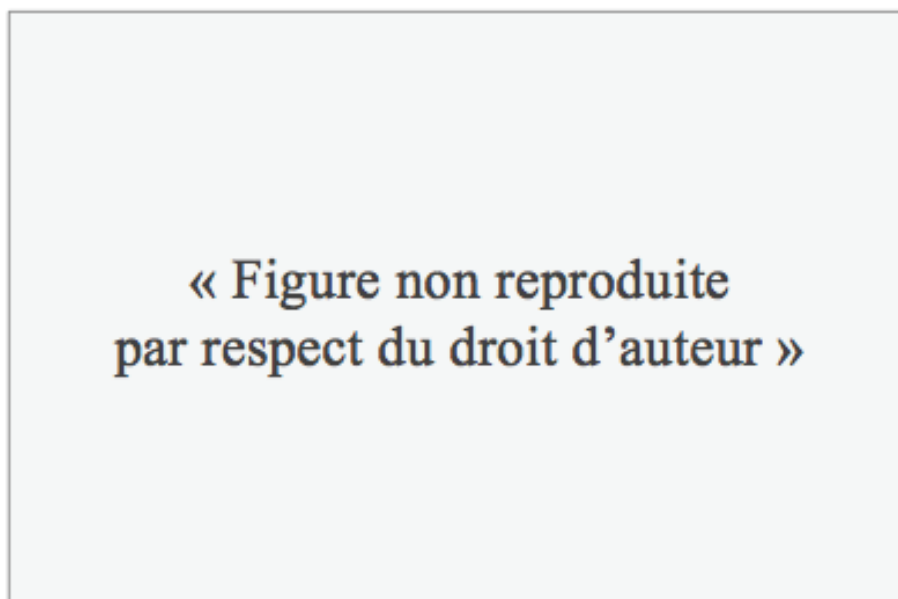 « Figure non reproduite
par respect du droit d’auteur »